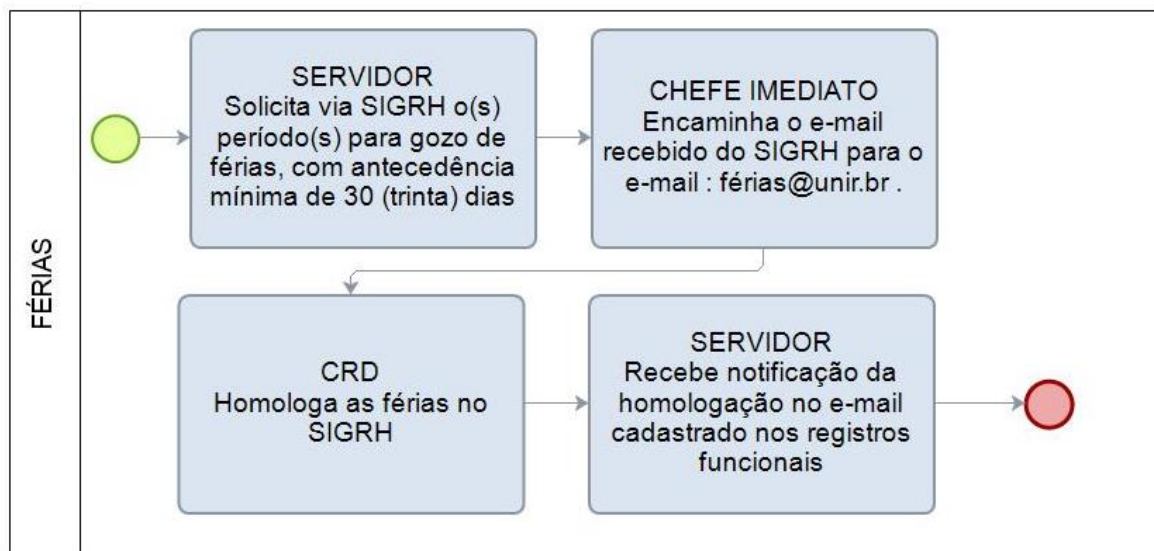 FÉRIAS
SERVIDOR
Solicita via SIGRH o(s)
período(s) para gozo de
férias, com antecedência
mínima de 30 (trinta) dias
CHEFE IMEDIATO
Encaminha o e-mail
recebido do SIGRH para o
e-mail : férias@unir.br .
CRD
Homologa as férias no
SIGRH
SERVIDOR
Recebe notificação da
homologação no e-mail
cadastrado nos registros
funcionais